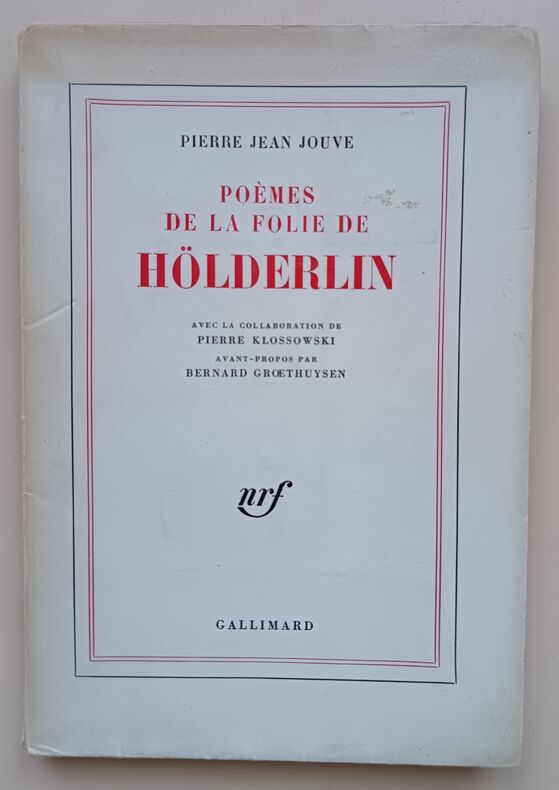 PIERRE JEAN JOUVE
POÈMES
DE LA FOLIE DE
HÖLDERLIN
AVEC LA COLLABORATION DE
PIERRE KLOSSOWSKI
AVANT-PROPOS PAR
BERNARD GRŒTHUYSEN
nrf
GALLIMARD